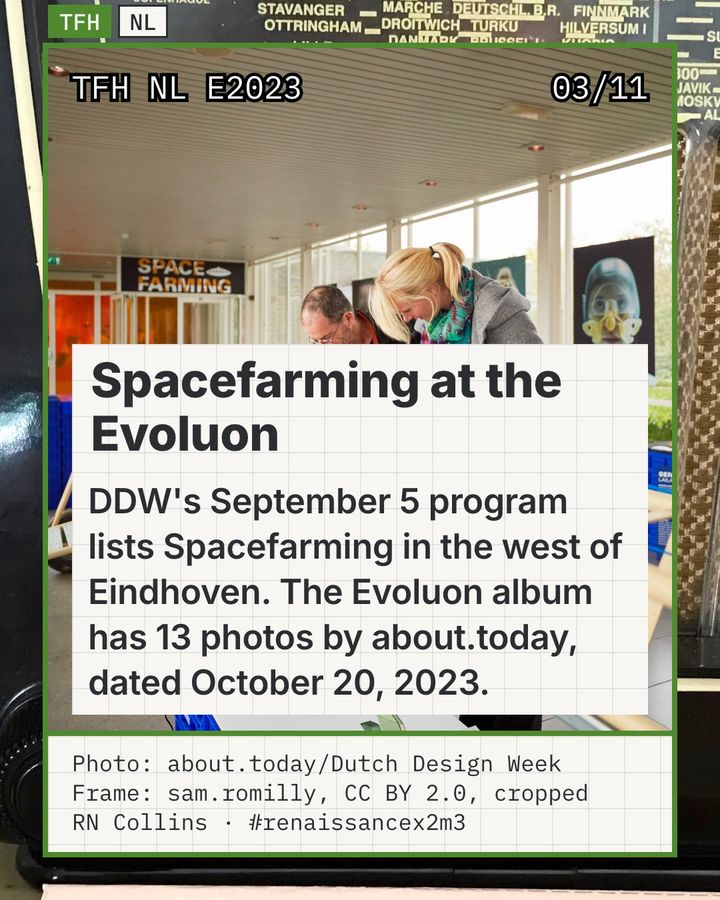 STAVANGER
MARCHE DEUTSCHL B.R. FINNMARK
OTTRINGHAM DROITWICH TURKU HILVERSUM I
DANMARK BRUSSEL KUOPIO
TFH NL
TFH NL E2023 03/11
SPACE
FARMING
Spacefarming at the
Evoluon
DDW's September 5 program
lists Spacefarming in the west of
Eindhoven. The Evoluon album
has 13 photos by about.today,
dated October 20, 2023.
Photo: about.today/Dutch Design Week
Frame: sam.romilly, CC BY 2.0, cropped
RN Collins · #renaissancex2m3